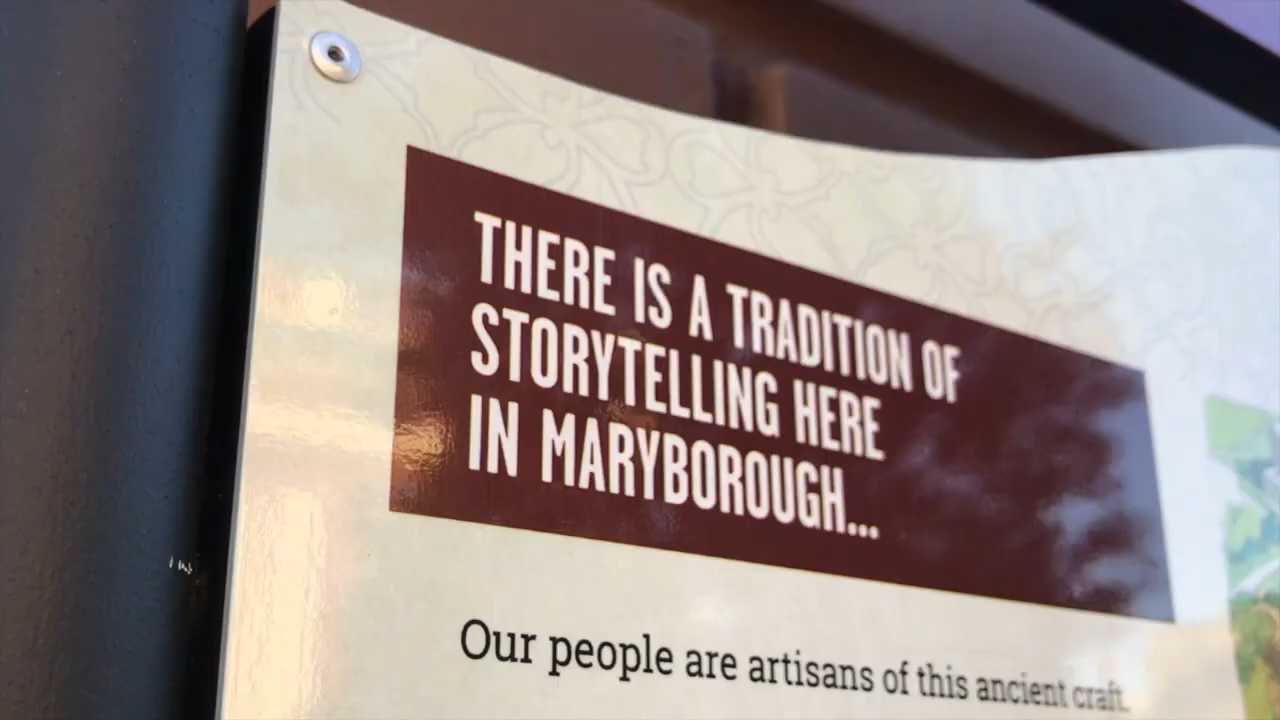 THERE IS A TRADITION OF
STORYTELLING HERE
IN MARYBOROUGH...
Our people are artisans of this ancient craft.